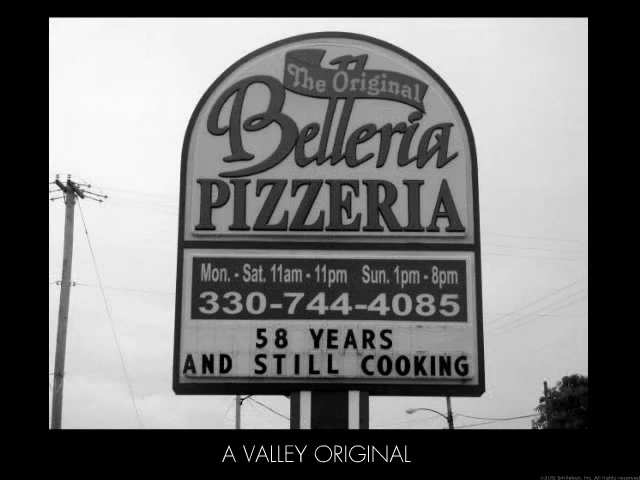 The Original
Belleria
PIZZERIA
Mon. - Sat. 11am - 11pm Sun. 1pm - 8pm
330-744-4085
58 YEARS
AND STILL COOKING
A VALLEY ORIGINAL